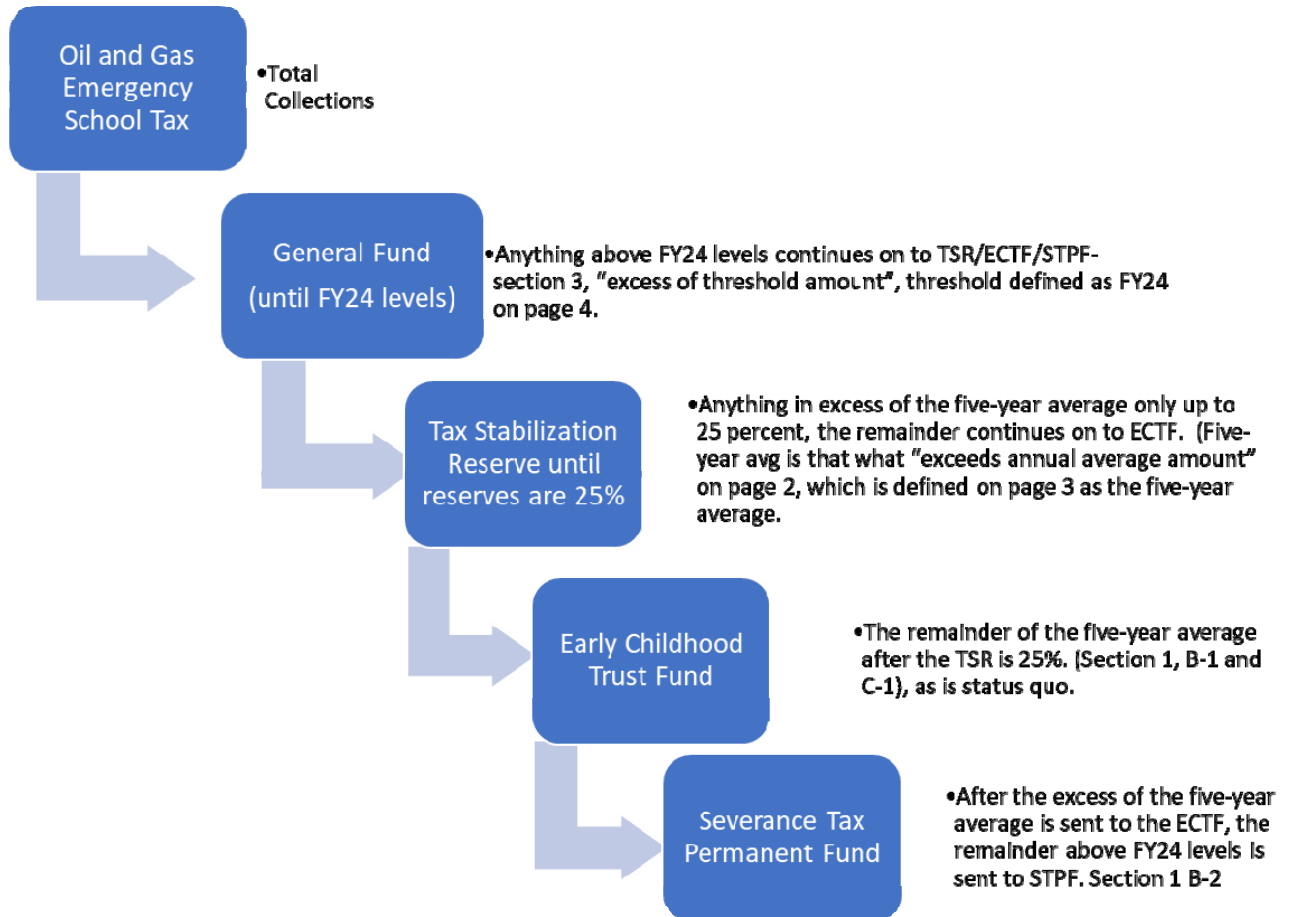 Oil and Gas
Emergency
School Tax
•Total
Collections
General Fund
(until FY24 levels)
•Anything above FY24 levels continues on to TSR/ECTF/STPF-
section 3, "excess of threshold amount", threshold defined as FY24
on page 4.
Tax Stabilization
Reserve until
reserves are 25%
•Anything in excess of the five-year average only up to
25 percent, the remainder continues on to ECTF. (Five-
year avg is that what "exceeds annual average amount"
on page 2, which is defined on page 3 as the five-year
average.
Early Childhood
Trust Fund
•The remainder of the five-year average
after the TSR is 25%. (Section 1, B-1 and
C-1), as is status quo.
Severance Tax
Permanent Fund
•After the excess of the five-year
average is sent to the ECTF, the
remainder above FY24 levels is
sent to STPF. Section 1 B-2